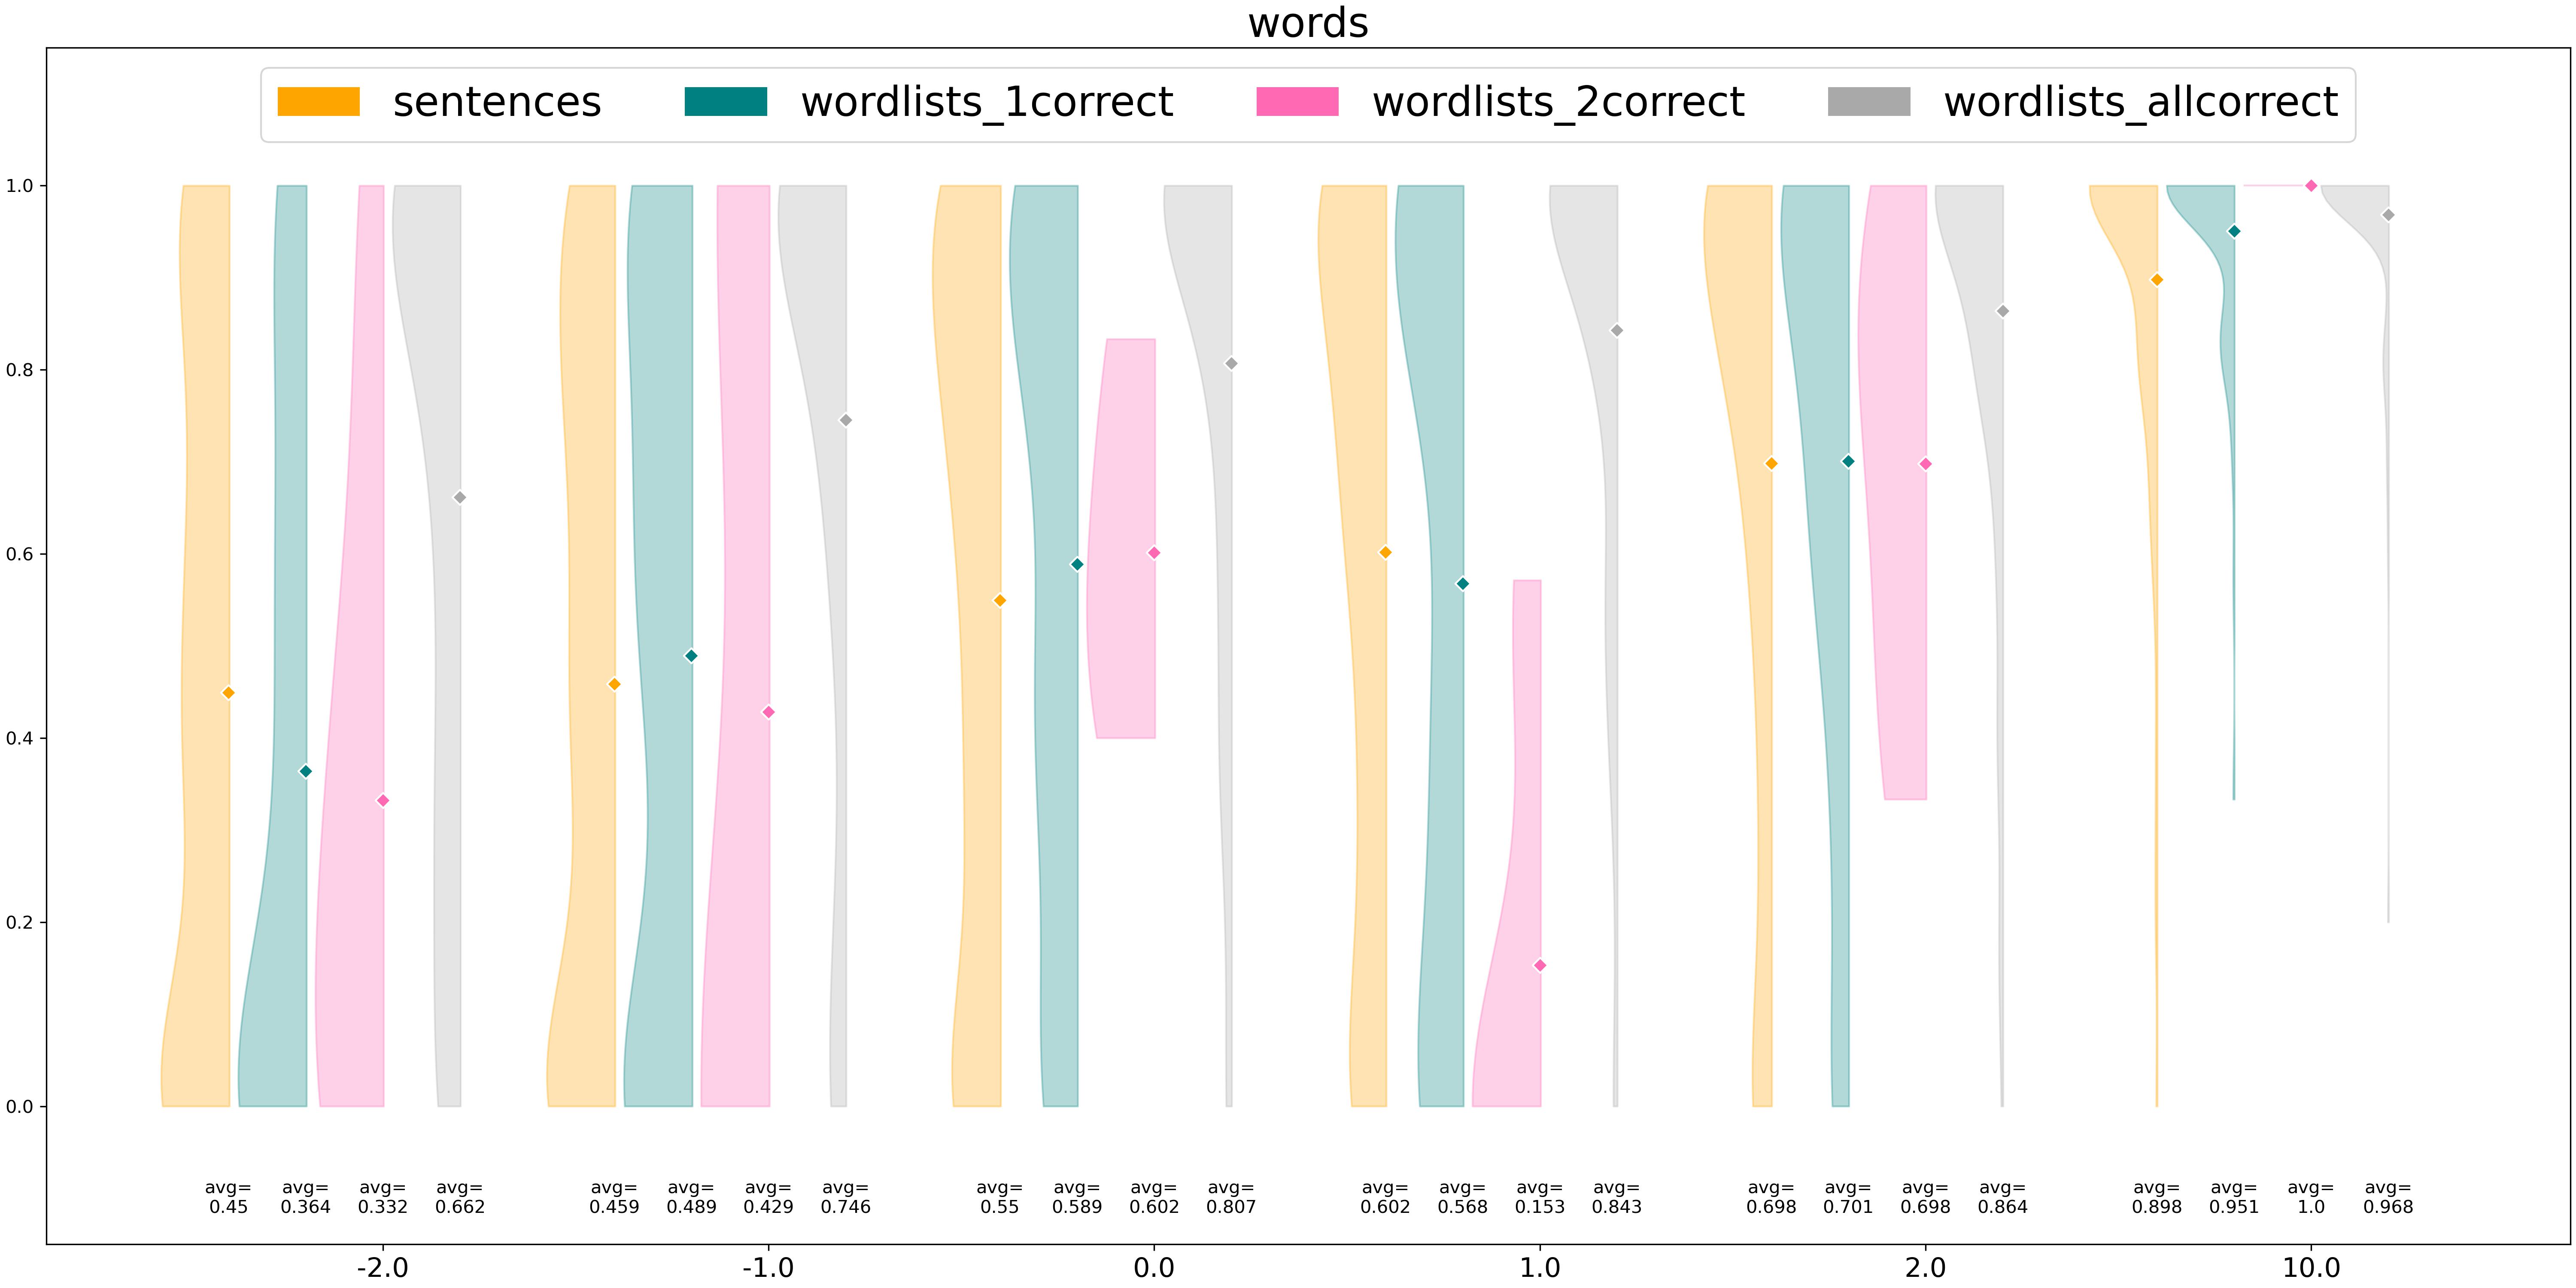 words
sentences wordlists_1correct wordlists_2correct wordlists_allcorrect
1.0
0.8
0.6
0.4
0.2
0.0
avg= avg= avg= avg= avg= avg= avg= avg= avg= avg= avg= avg= avg= avg= avg= avg= avg= avg= avg= avg= avg= avg= avg= avg=
0.45 0.364 0.332 0.662 0.459 0.489 0.429 0.746 0.55 0.589 0.602 0.807 0.602 0.568 0.153 0.843 0.698 0.701 0.698 0.864 0.898 0.951 1.0 0.968
-2.0 -1.0 0.0 1.0 2.0 10.0